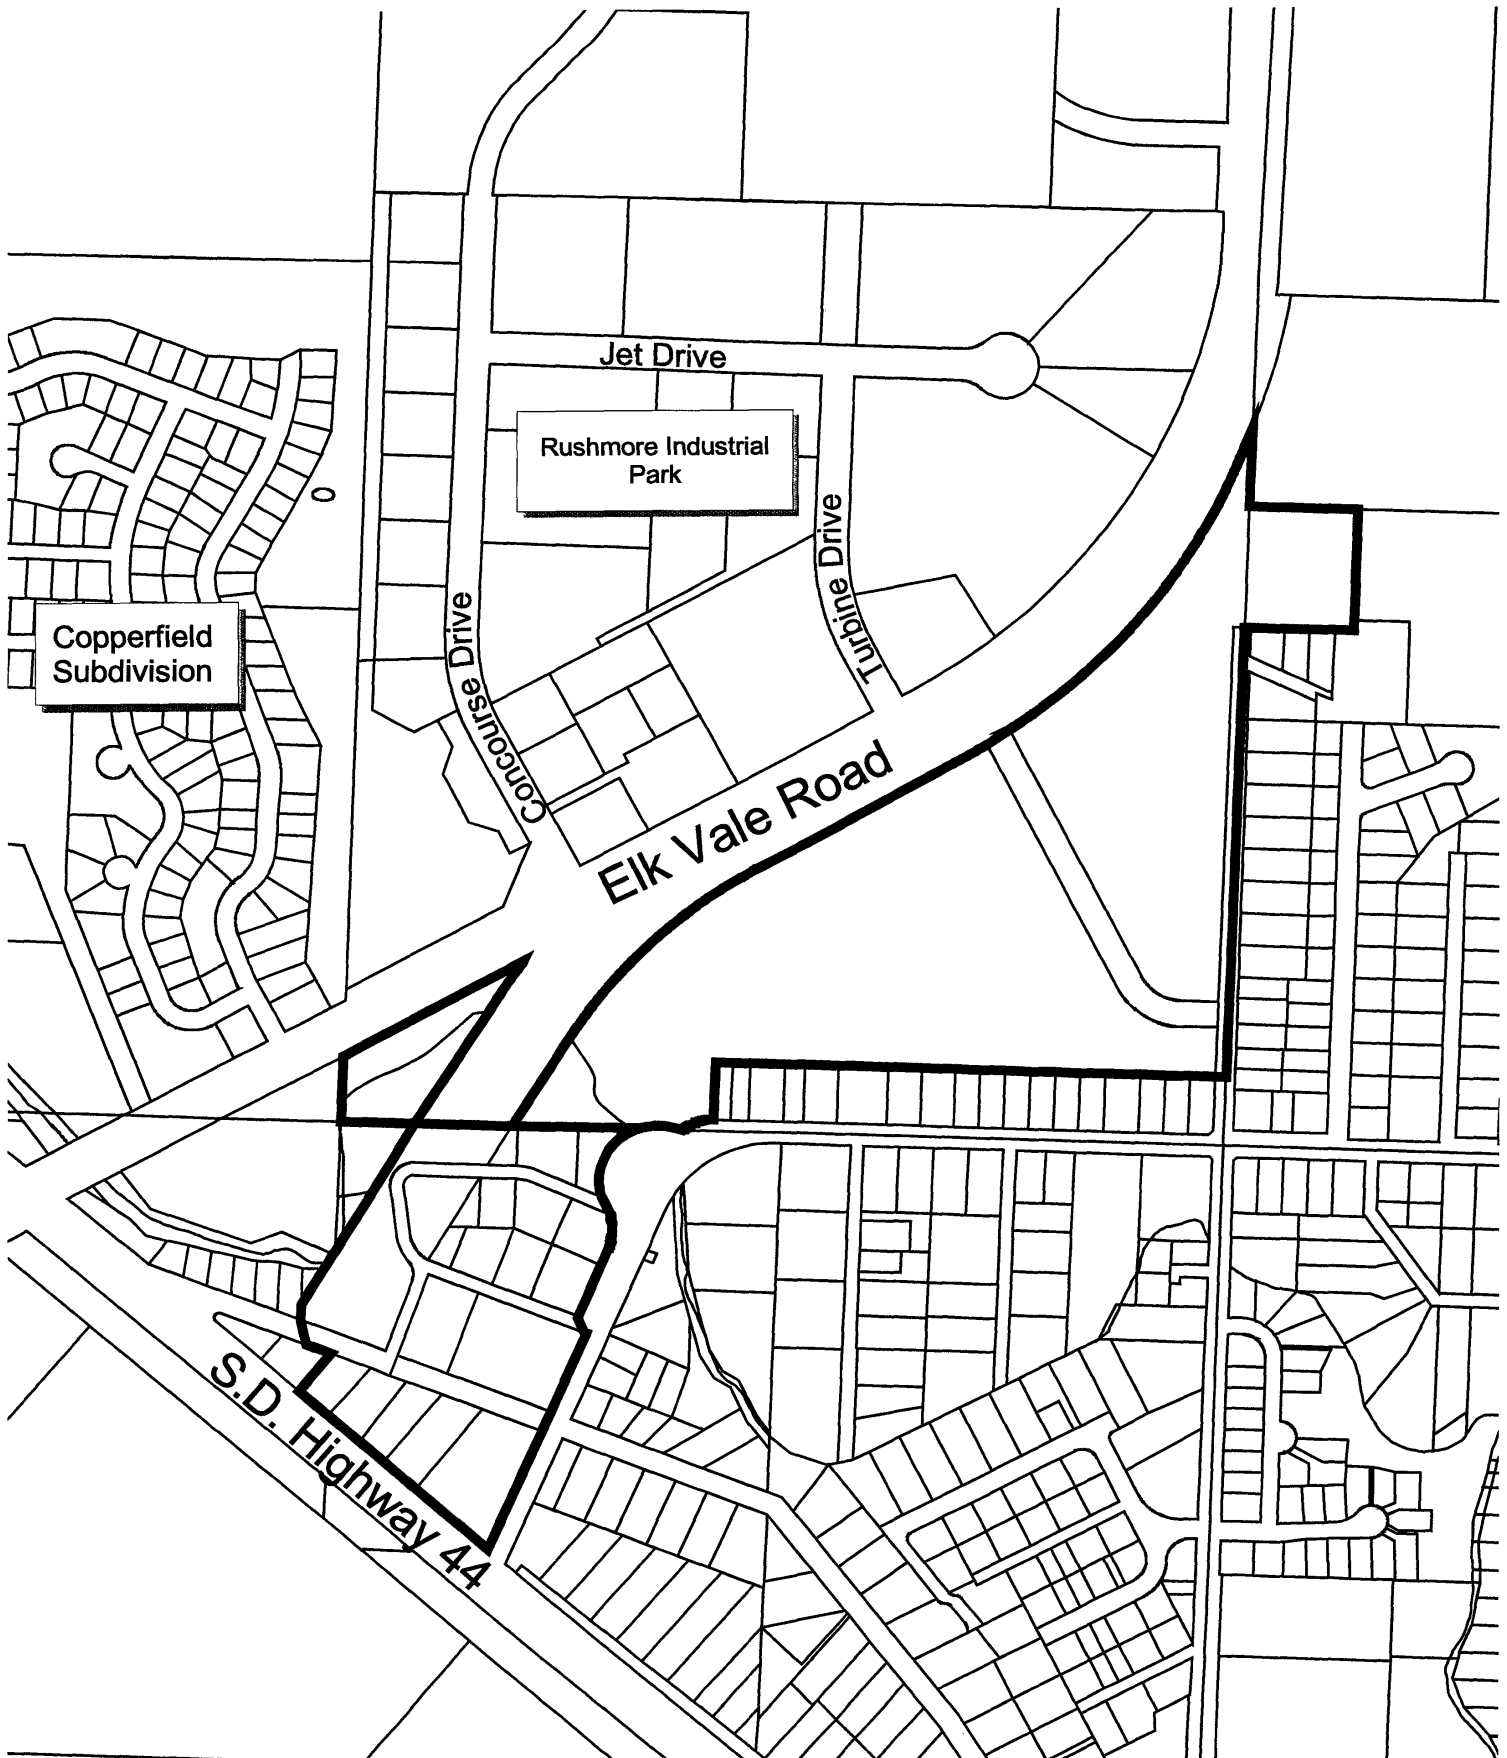 Jet Drive
Rushmore Industrial
Park
Turbine Drive
Concourse Drive
Copperfield
Subdivision
Elk Vale Road
S.D. Highway 44